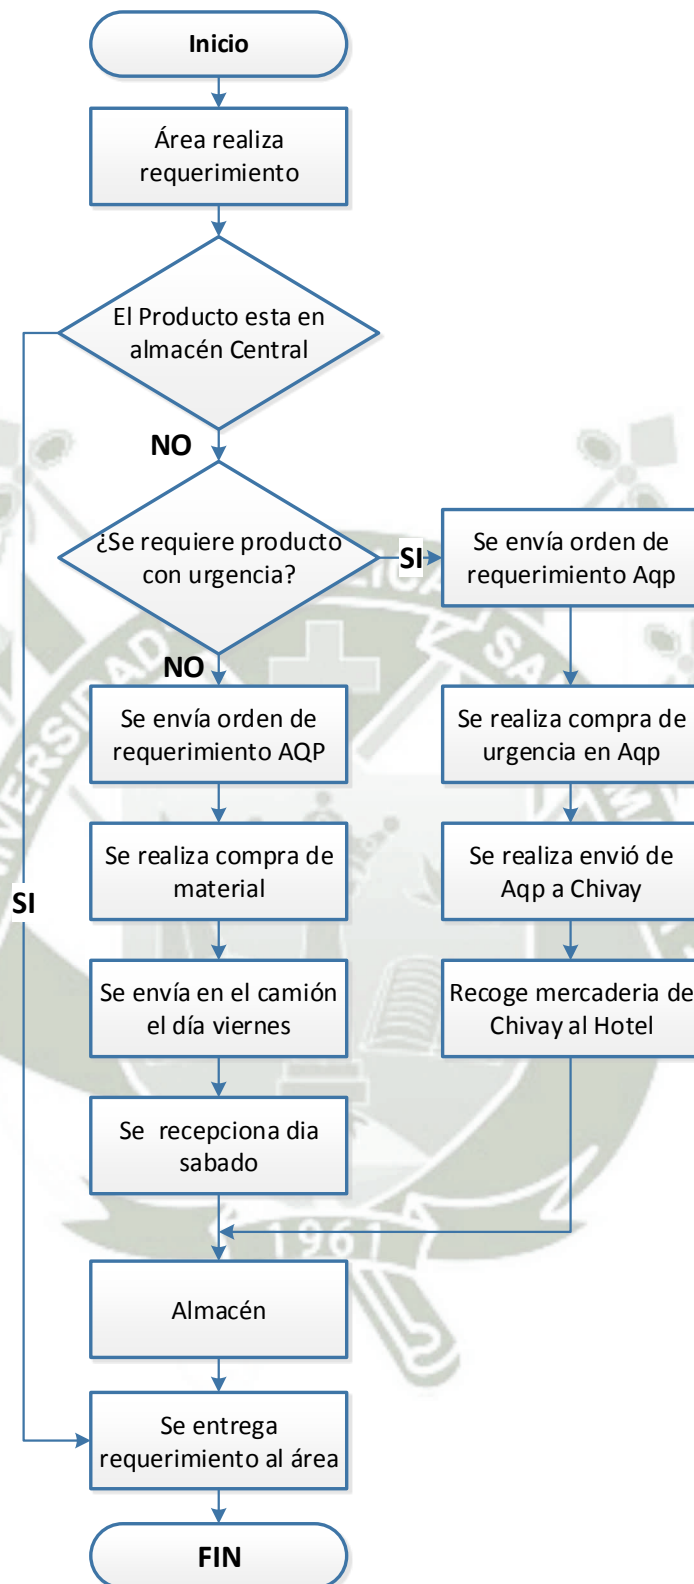 Inicio
Área realiza
requerimiento
El Producto esta en
almacén Central
NO
¿Se requiere producto
con urgencia?
SI
Se envía orden de
requerimiento Aqp
NO
Se envía orden de
requerimiento AQP
Se realiza compra de
urgencia en Aqp
Se realiza compra de
material
Se realiza envió de
Aqp a Chivay
SI
Se envía en el camión
el día viernes
Recoge mercaderia de
Chivay al Hotel
Se recepciona dia
sabado
1961
Almacén
Se entrega
requerimiento al área
FIN